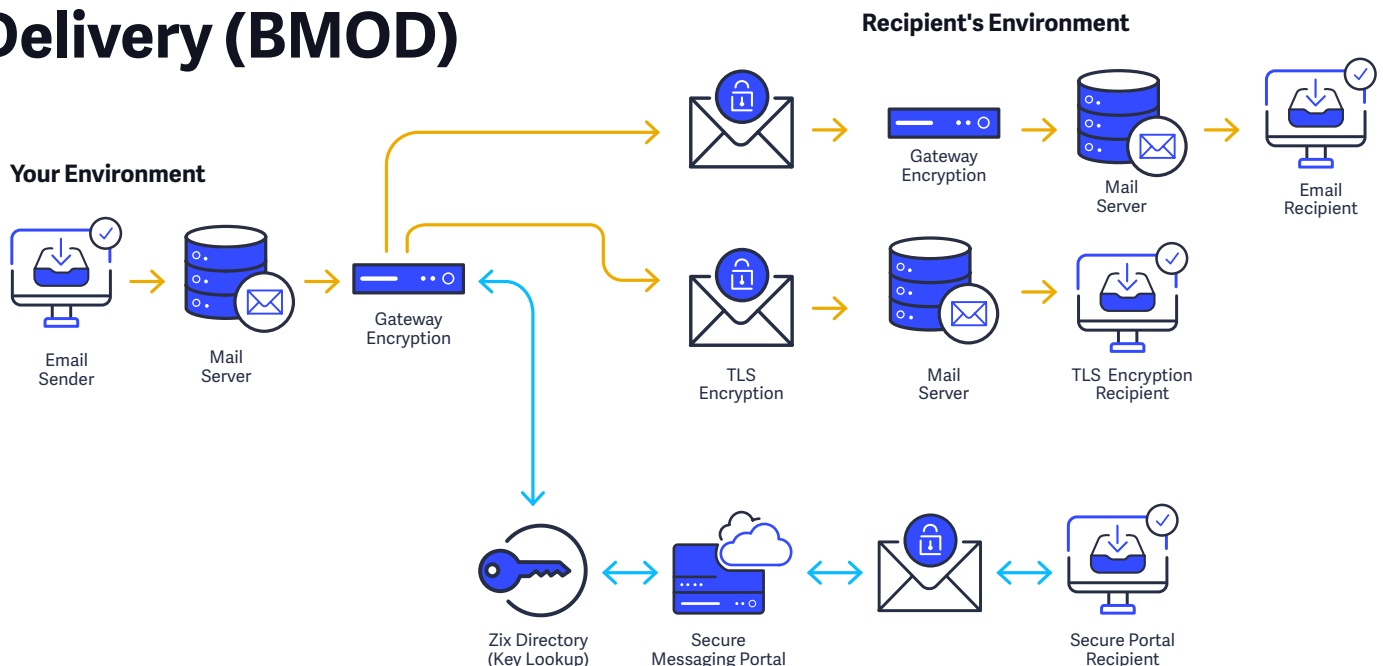 Delivery (BMOD)
Recipient's Environment
Your Environment
Email
Sender
Mail
Server
Gateway
Encryption
Gateway
Encryption
Mail
Server
Email
Recipient
TLS
Encryption
Mail
Server
TLS Encryption
Recipient
Zix Directory
(Key Lookup)
Secure
Messaging Portal
Secure Portal
Recipient